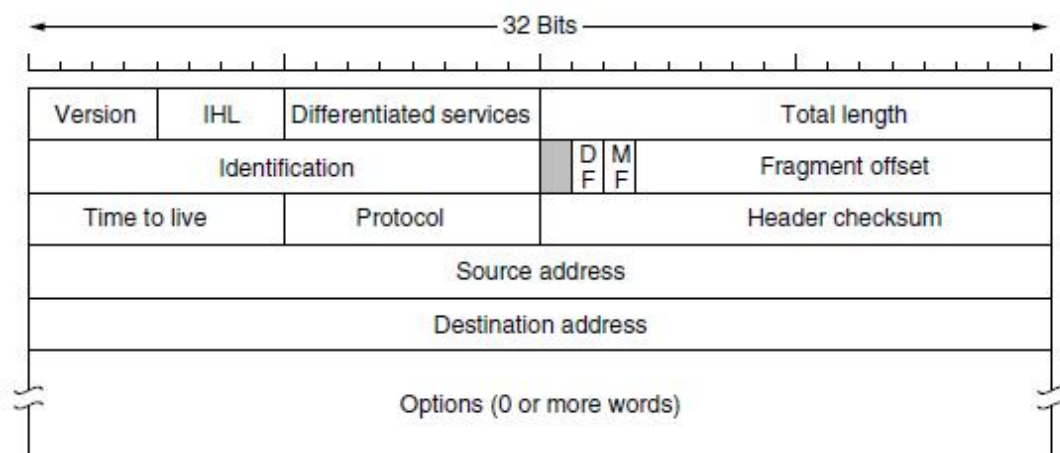 32 Bits
Version IHL Differentiated services Total length
Identification D F M F Fragment offset
Time to live Protocol Header checksum
Source address
Destination address
Options (0 or more words)